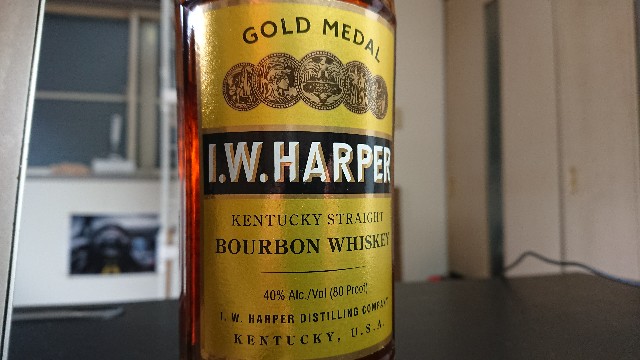 GOLD MEDAL
I.W.HARPER
KENTUCKY STRAIGHT
BOURBON WHISKEY
40% Alc./Vol (80 Proof)
I. W. HARPER DISTILLING COMPANY
KENTUCKY, U.S.A.